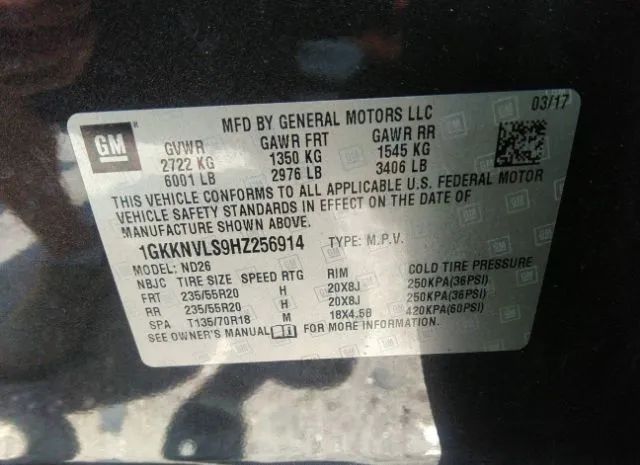 03/17
GM
MFD BY GENERAL MOTORS LLC
GVWR GAWR FRT GAWR RR
2722 KG 1350 KG 1545 KG
6001 LB 2976 LB 3406 LB
THIS VEHICLE CONFORMS TO ALL APPLICABLE U.S. FEDERAL MOTOR
VEHICLE SAFETY STANDARDS IN EFFECT ON THE DATE OF
MANUFACTURE SHOWN ABOVE.
1GKKNVLS9HZ256914 TYPE: M.P.V.
MODEL: ND26
NBJC TIRE SIZE SPEED RTG RIM COLD TIRE PRESSURE
FRT 235/55R20 H 20X8J 250KPA(36PSI)
RR 235/55R20 H 20X8J 250KPA(36PSI)
SPA T135/70R18 M 18X4.5B 420KPA(60PSI)
SEE OWNER'S MANUAL FOR MORE INFORMATION.